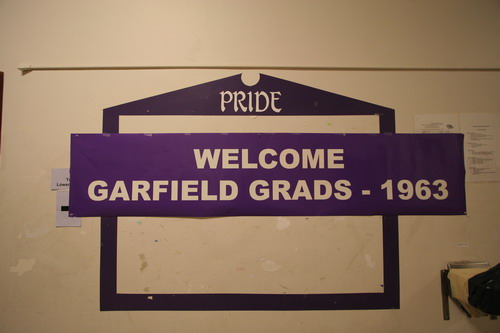 PRIDE
WELCOME
GARFIELD GRADS - 1963